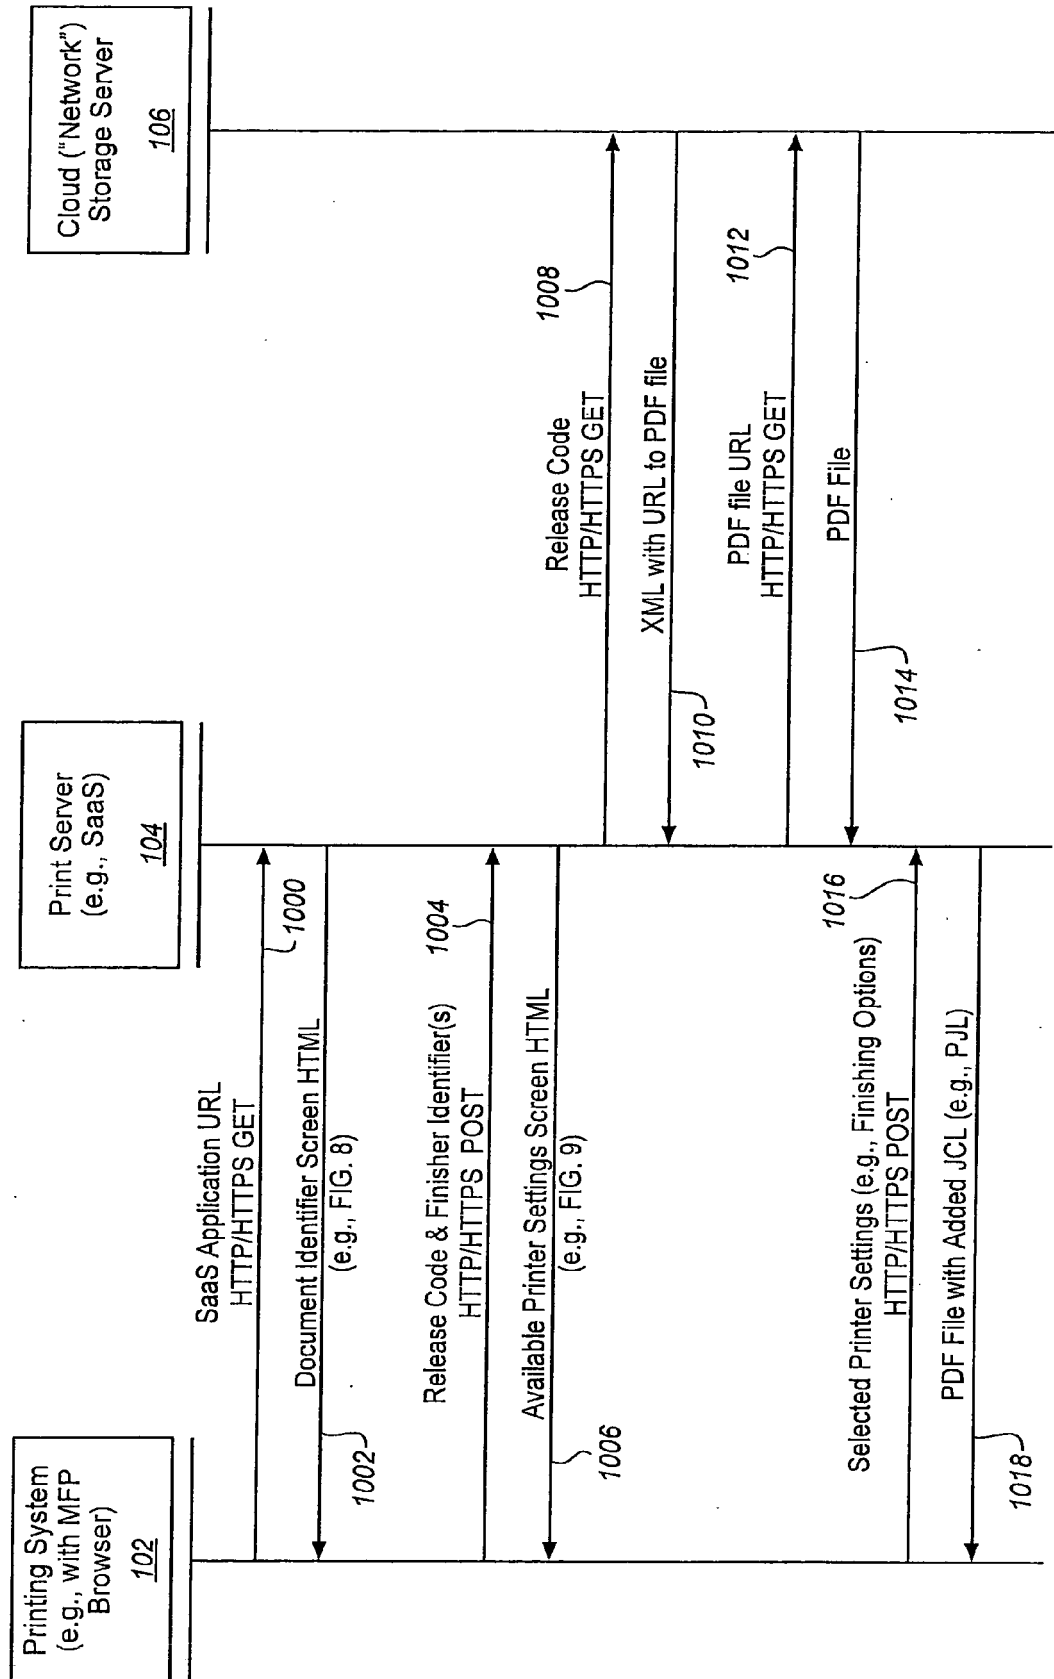 Printing System
(e.g., with MFP
Browser)
102
Print Server
(e.g., SaaS)
104
Cloud ("Network")
Storage Server
106
SaaS Application URL
HTTP/HTTPS GET
1000
Document Identifier Screen HTML
(e.g., FIG. 8)
1002
Release Code & Finisher Identifier(s)
HTTP/HTTPS POST
1004
Available Printer Settings Screen HTML
(e.g., FIG. 9)
1006
Release Code
HTTP/HTTPS GET
1008
XML with URL to PDF file
1010
PDF file URL
HTTP/HTTPS GET
1012
PDF File
1014
Selected Printer Settings (e.g., Finishing Options)
HTTP/HTTPS POST
1016
PDF File with Added JCL (e.g., PJL)
1018